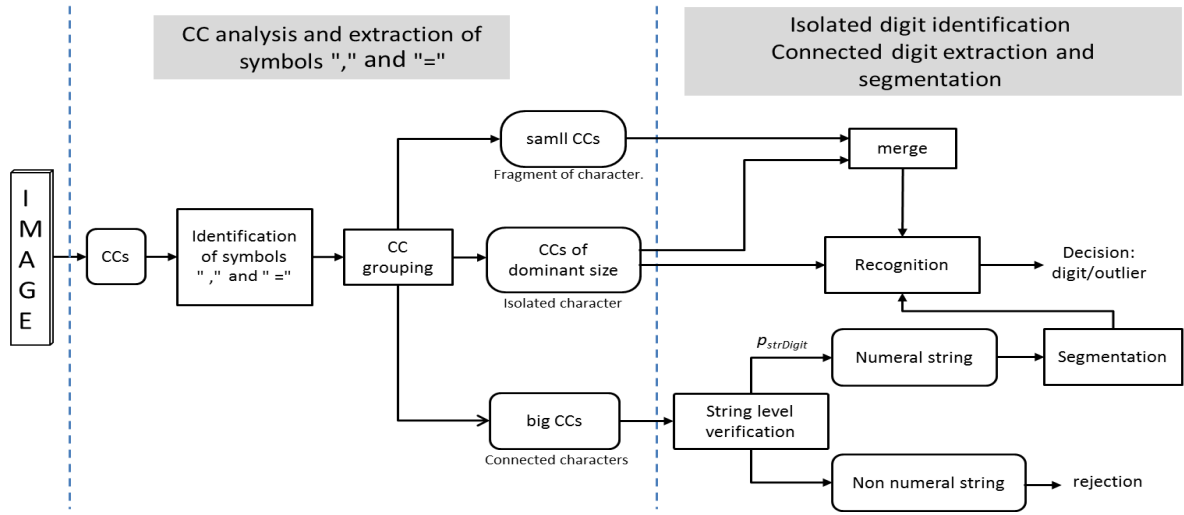 CC analysis and extraction of
symbols "," and "="
Isolated digit identification
Connected digit extraction and
segmentation
IMAGE
CCs
Identification
of symbols
" ," and " ="
CC
grouping
samll CCs
Fragment of character.
CCs of
dominant size
Isolated character
big CCs
Connected characters
merge
Recognition
Decision:
digit/outlier
String level
verification
p_strDigit
Numeral string
Segmentation
Non numeral string
rejection